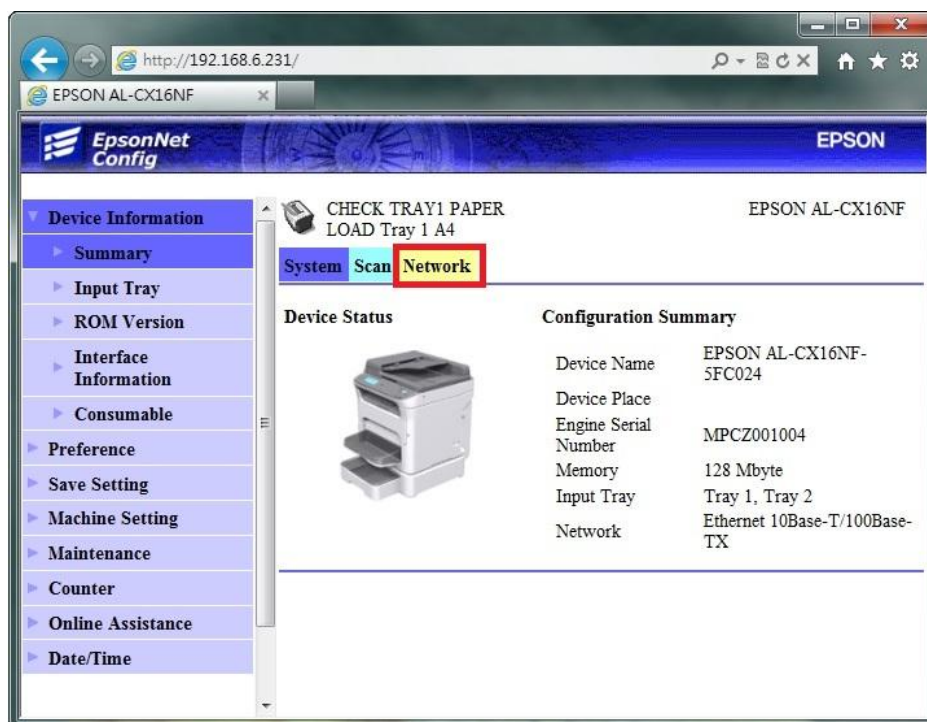 http://192.168.6.231/
EPSON AL-CX16NF
EpsonNet
Config
EPSON
CHECK TRAY1 PAPER
LOAD Tray 1 A4
EPSON AL-CX16NF
System Scan Network
Device Information
Summary
Input Tray
ROM Version
Interface
Information
Consumable
Preference
Save Setting
Machine Setting
Maintenance
Counter
Online Assistance
Date/Time
Device Status
Configuration Summary
Device Name EPSON AL-CX16NF-
5FC024
Device Place
Engine Serial
Number MPCZ001004
Memory 128 Mbyte
Input Tray Tray 1, Tray 2
Network Ethernet 10Base-T/100Base-
TX